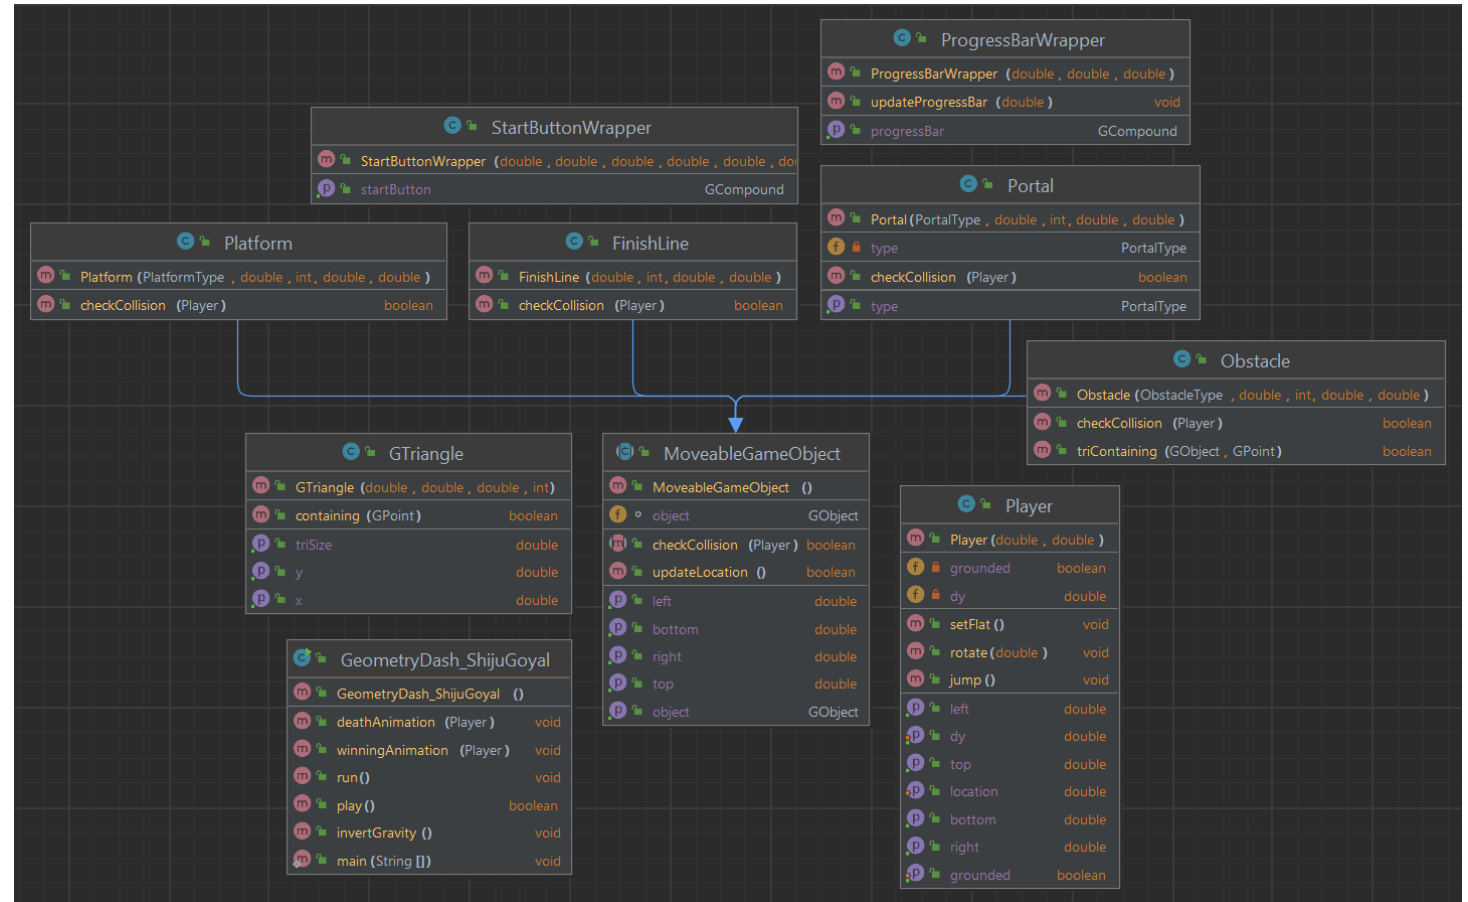 ProgressBarWrapper
ProgressBarWrapper (double, double, double)
updateProgressBar (double) void
progressBar GCompound
StartButtonWrapper
StartButtonWrapper (double, double, double, double, double, do
startButton GCompound
Portal
Portal (PortalType, double, int, double, double)
type PortalType
checkCollision (Player) boolean
type PortalType
Platform
Platform (PlatformType, double, int, double, double)
checkCollision (Player) boolean
FinishLine
FinishLine (double, int, double, double)
checkCollision (Player) boolean
Obstacle
Obstacle (ObstacleType, double, int, double, double)
checkCollision (Player) boolean
triContaining (GObject, GPoint) boolean
GTriangle
GTriangle (double, double, double, int)
containing (GPoint) boolean
triSize double
y double
x double
MoveableGameObject
MoveableGameObject ()
object GObject
checkCollision (Player) boolean
updateLocation () boolean
left double
bottom double
right double
top double
object GObject
Player
Player (double, double)
grounded boolean
dy double
setFlat () void
rotate (double) void
jump () void
left double
dy double
top double
location double
bottom double
right double
grounded boolean
GeometryDash_ShijuGoyal
GeometryDash_ShijuGoyal ()
deathAnimation (Player) void
winningAnimation (Player) void
run () void
play () boolean
invertGravity () void
main (String []) void